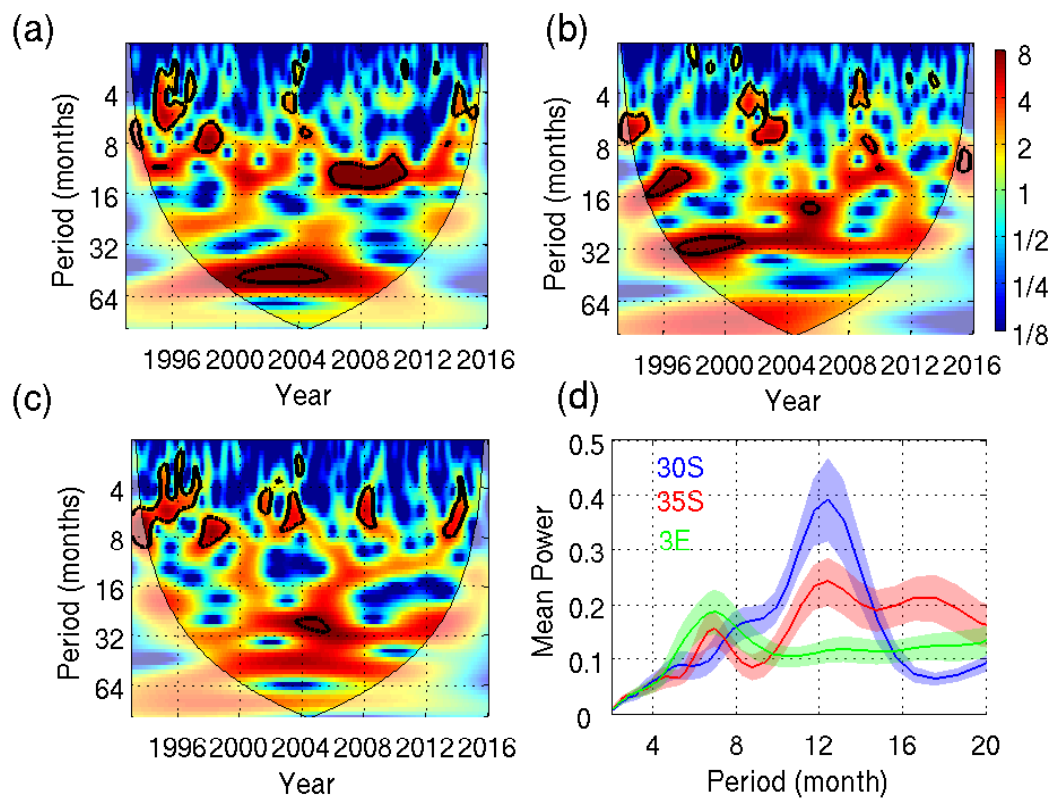 (a)
Period (months)
4
8
16
32
64
1996 2000 2004 2008 2012 2016
Year
(b)
Period (months)
4
8
16
32
64
1996 2000 2004 2008 2012 2016
Year
8
4
2
1
1/2
1/4
1/8
(c)
Period (months)
4
8
16
32
64
1996 2000 2004 2008 2012 2016
Year
(d)
Mean Power
0.5
0.4
0.3
0.2
0.1
0
30S
35S
3E
4 8 12 16 20
Period (month)